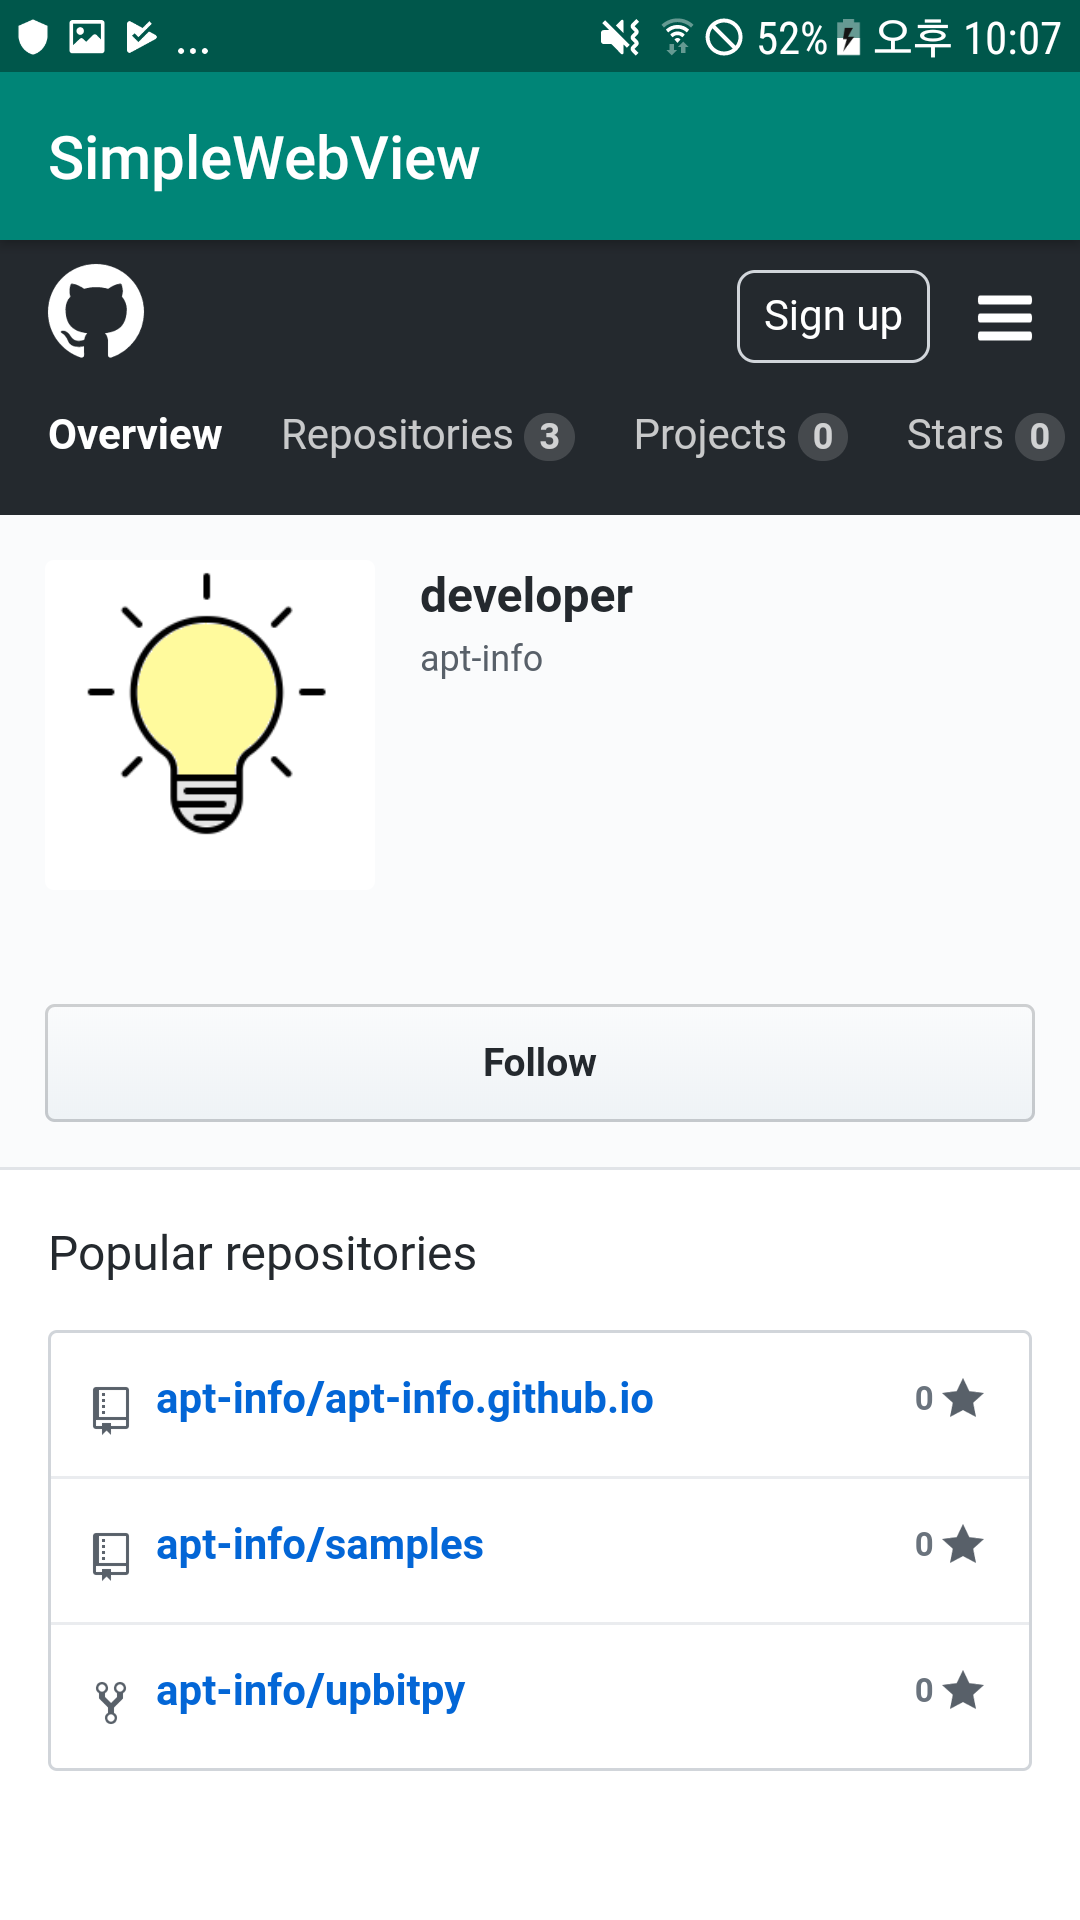 ... 52% 오후 10:07
SimpleWebView
Sign up
Overview Repositories 3 Projects 0 Stars 0
developer
apt-info
Follow
Popular repositories
apt-info/apt-info.github.io 0
apt-info/samples 0
apt-info/upbitpy 0